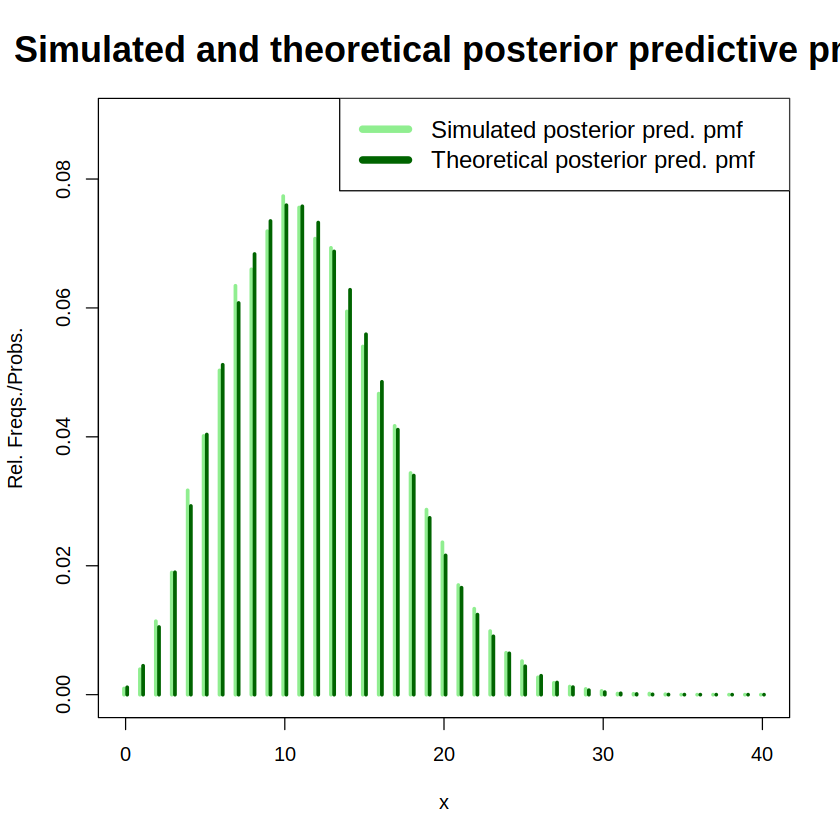 Simulated and theoretical posterior predictive
Simulated posterior pred. pmf
Theoretical posterior pred. pmf
Rel. Freqs./Probs.
0.08
0.06
0.04
0.02
0.00
0 10 20 30 40
x